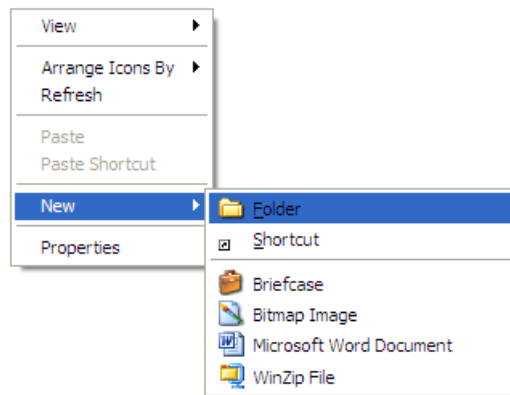 View
Arrange Icons By
Refresh
Paste
Paste Shortcut
New
Properties
Folder
Shortcut
Briefcase
Bitmap Image
Microsoft Word Document
WinZip File